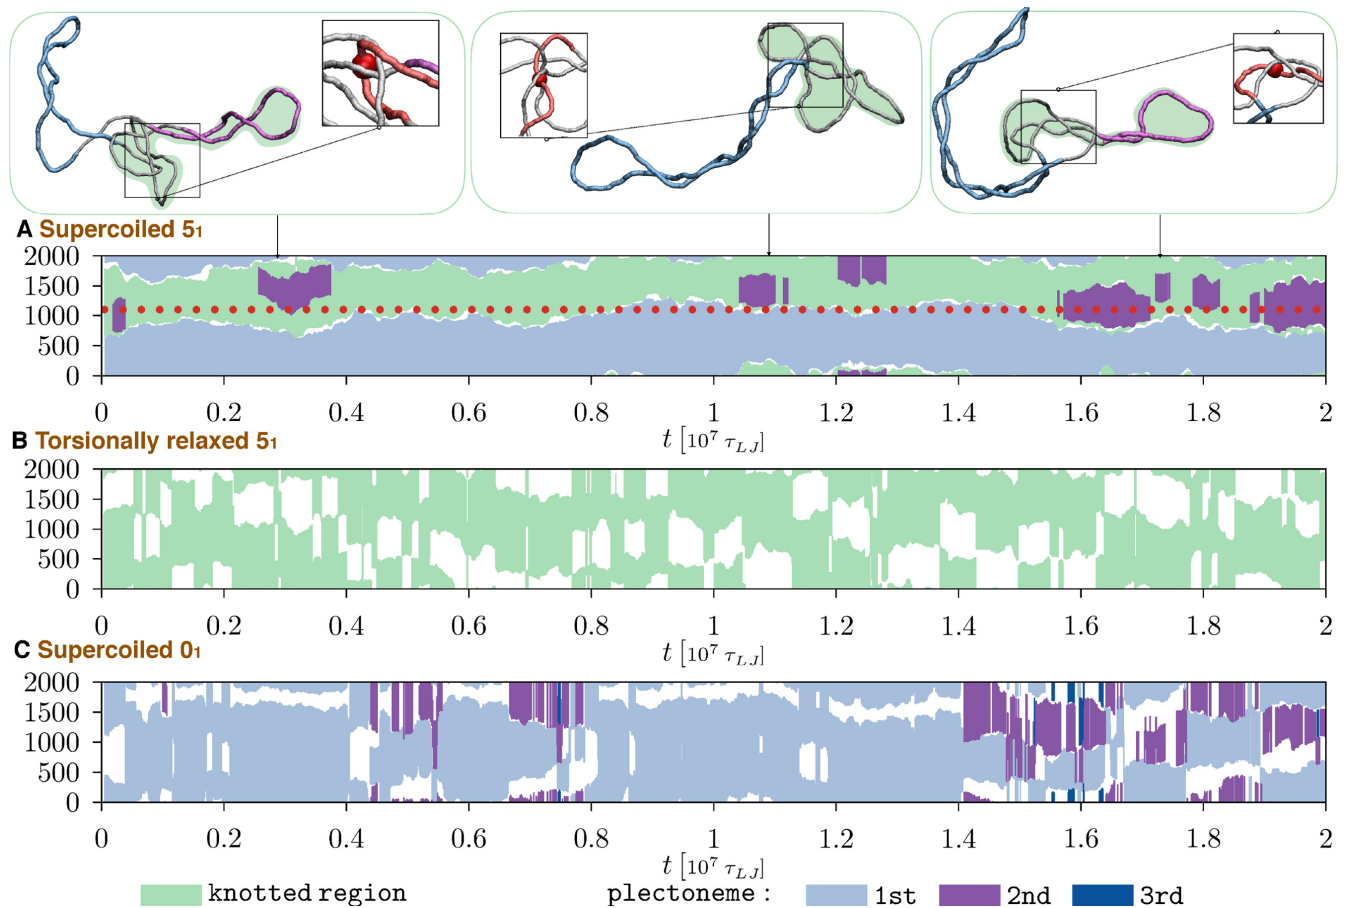 A Supercoiled 5₁
2000
1500
1000
500
0
0 0.2 0.4 0.6 0.8 1 1.2 1.4 1.6 1.8 2
t [10⁷ τ_LJ]
B Torsionally relaxed 5₁
2000
1500
1000
500
0
0 0.2 0.4 0.6 0.8 1 1.2 1.4 1.6 1.8 2
t [10⁷ τ_LJ]
C Supercoiled 0₁
2000
1500
1000
500
0
0 0.2 0.4 0.6 0.8 1 1.2 1.4 1.6 1.8 2
t [10⁷ τ_LJ]
knotted region plectoneme : 1st 2nd 3rd